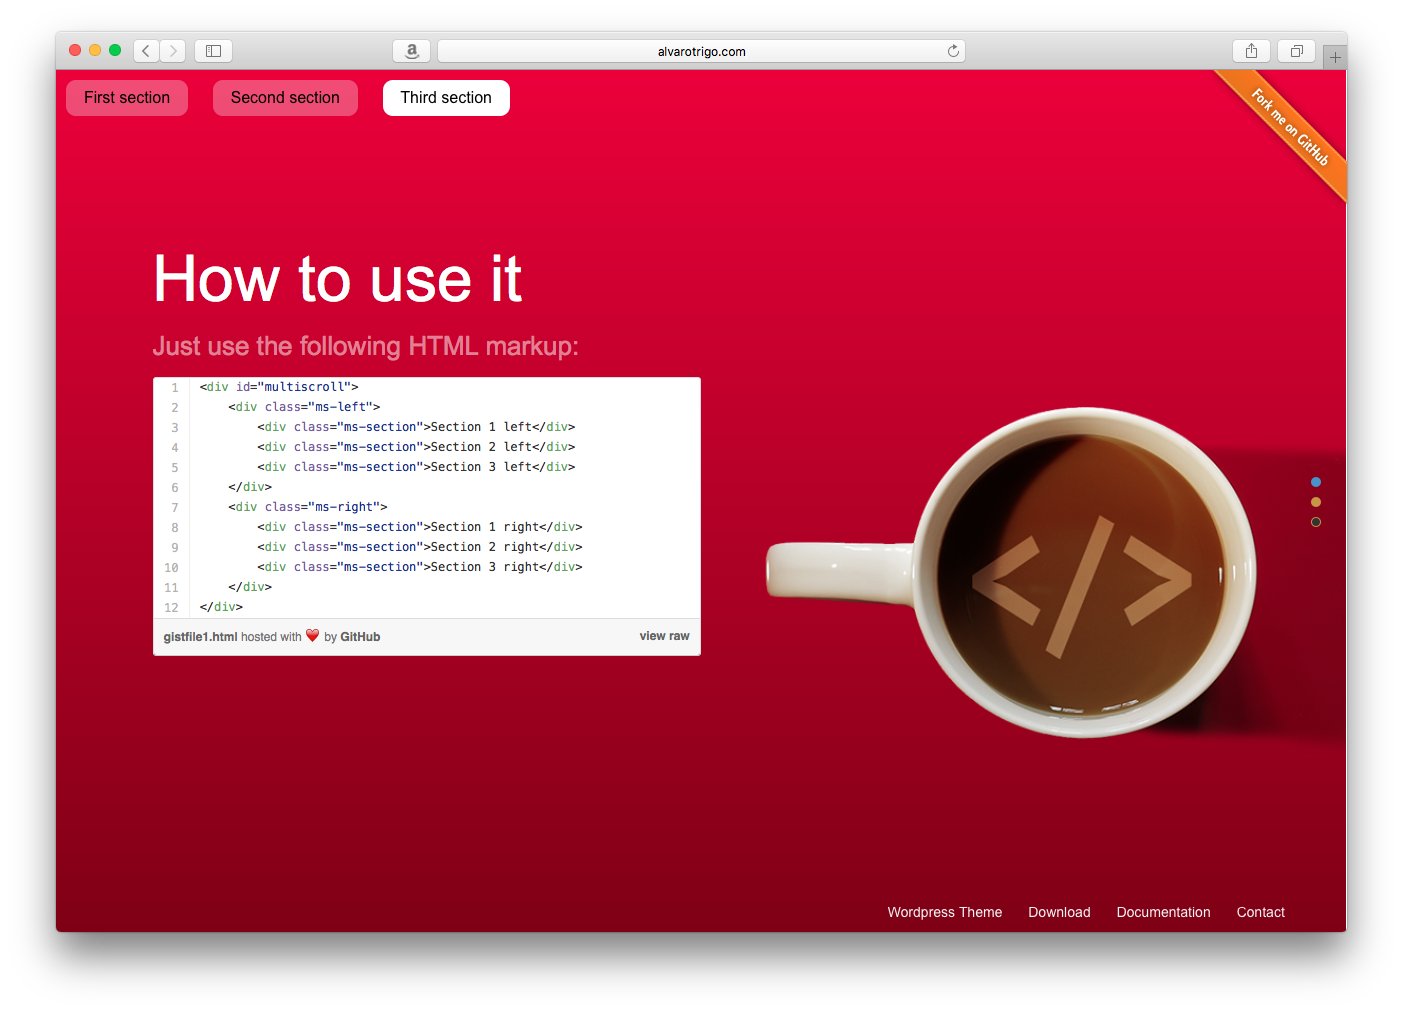 alvarotrigo.com
First section
Second section
Third section
Fork me on GitHub
How to use it
Just use the following HTML markup:
1 <div id="multiscroll">
2     <div class="ms-left">
3         <div class="ms-section">Section 1 left</div>
4         <div class="ms-section">Section 2 left</div>
5         <div class="ms-section">Section 3 left</div>
6     </div>
7     <div class="ms-right">
8         <div class="ms-section">Section 1 right</div>
9         <div class="ms-section">Section 2 right</div>
10         <div class="ms-section">Section 3 right</div>
11     </div>
12 </div>
gistfile1.html hosted with ❤ by GitHub
view raw
</>
Wordpress Theme
Download
Documentation
Contact